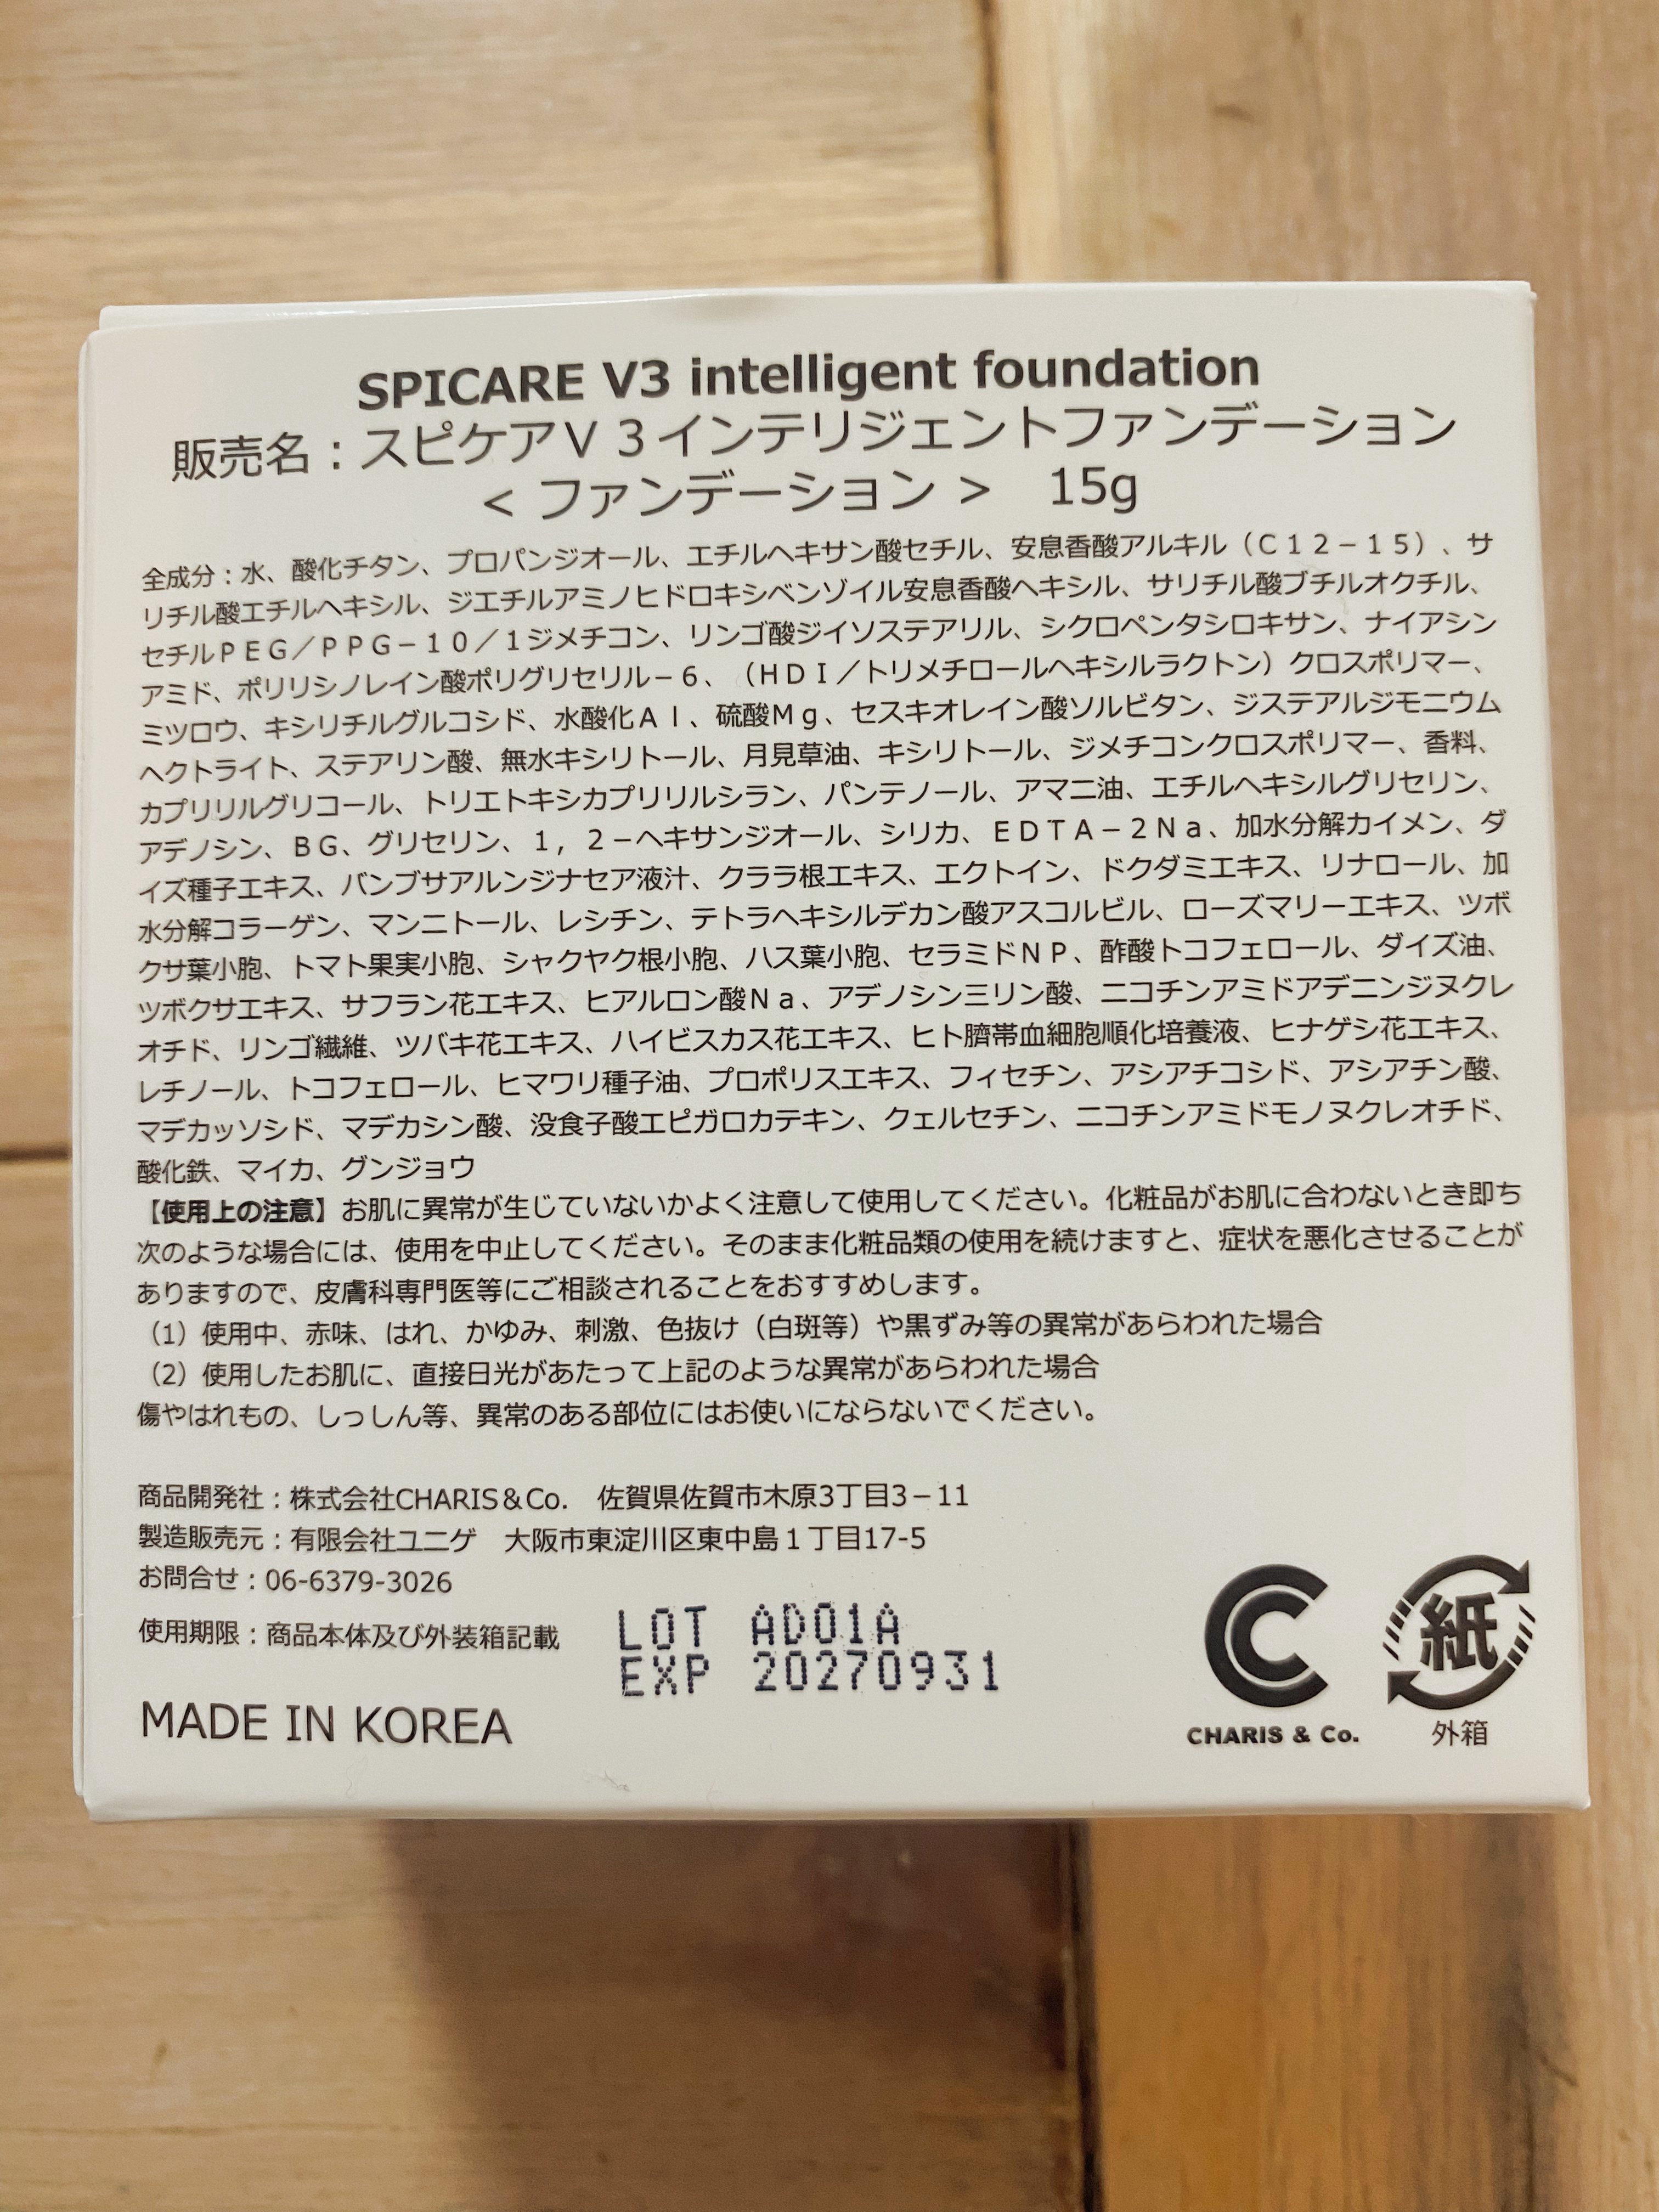 SPICARE V3 intelligent foundation
販売名：スピケアＶ３インテリジェントファンデーション
＜ファンデーション＞　15g
全成分：水、酸化チタン、プロパンジオール、エチルヘキサン酸セチル、安息香酸アルキル（Ｃ１２－１５）、サ
リチル酸エチルヘキシル、ジエチルアミノヒドロキシベンゾイル安息香酸ヘキシル、サリチル酸ブチルオクチル、
セチルＰＥＧ／ＰＰＧ－１０／１ジメチコン、リンゴ酸ジイソステアリル、シクロペンタシロキサン、ナイアシン
アミド、ポリリシノレイン酸ポリグリセリル－６、（ＨＤＩ／トリメチロールヘキシルラクトン）クロスポリマー、
ミツロウ、キシリチルグルコシド、水酸化Ａｌ、硫酸Ｍｇ、セスキオレイン酸ソルビタン、ジステアルジモニウム
ヘクトライト、ステアリン酸、無水キシリトール、月見草油、キシリトール、ジメチコンクロスポリマー、香料、
カプリリルグリコール、トリエトキシカプリリルシラン、パンテノール、アマニ油、エチルヘキシルグリセリン、
アデノシン、ＢＧ、グリセリン、１，２－ヘキサンジオール、シリカ、ＥＤＴＡ－２Ｎａ、加水分解カイメン、ダ
イズ種子エキス、バンブサアルンジナセア液汁、クララ根エキス、エクトイン、ドクダミエキス、リナロール、加
水分解コラーゲン、マンニトール、レシチン、テトラヘキシルデカン酸アスコルビル、ローズマリーエキス、ツボ
クサ葉小胞、トマト果実小胞、シャクヤク根小胞、ハス葉小胞、セラミドＮＰ、酢酸トコフェロール、ダイズ油、
ツボクサエキス、サフラン花エキス、ヒアルロン酸Ｎａ、アデノシン三リン酸、ニコチンアミドアデニンジヌクレ
オチド、リンゴ繊維、ツバキ花エキス、ハイビスカス花エキス、ヒト臍帯血細胞順化培養液、ヒナゲシ花エキス、
レチノール、トコフェロール、ヒマワリ種子油、プロポリスエキス、フィセチン、アシアチコシド、アシアチン酸、
マデカッソシド、マデカシン酸、没食子酸エピガロカテキン、クェルセチン、ニコチンアミドモノヌクレオチド、
酸化鉄、マイカ、グンジョウ
【使用上の注意】お肌に異常が生じていないかよく注意して使用してください。化粧品がお肌に合わないとき即ち
次のような場合には、使用を中止してください。そのまま化粧品類の使用を続けますと、症状を悪化させることが
ありますので、皮膚科専門医等にご相談されることをおすすめします。
（1）使用中、赤味、はれ、かゆみ、刺激、色抜け（白斑等）や黒ずみ等の異常があらわれた場合
（2）使用したお肌に、直接日光があたって上記のような異常があらわれた場合
傷やはれもの、しっしん等、異常のある部位にはお使いにならないでください。
商品開発社：株式会社CHARIS＆Co.　佐賀県佐賀市木原3丁目3－11
製造販売元：有限会社ユニゲ　大阪市東淀川区東中島１丁目17-5
お問合せ：06-6379-3026
使用期限：商品本体及び外装箱記載
LOT AD01A
EXP 20270931
MADE IN KOREA
CHARIS & Co.
紙
外箱